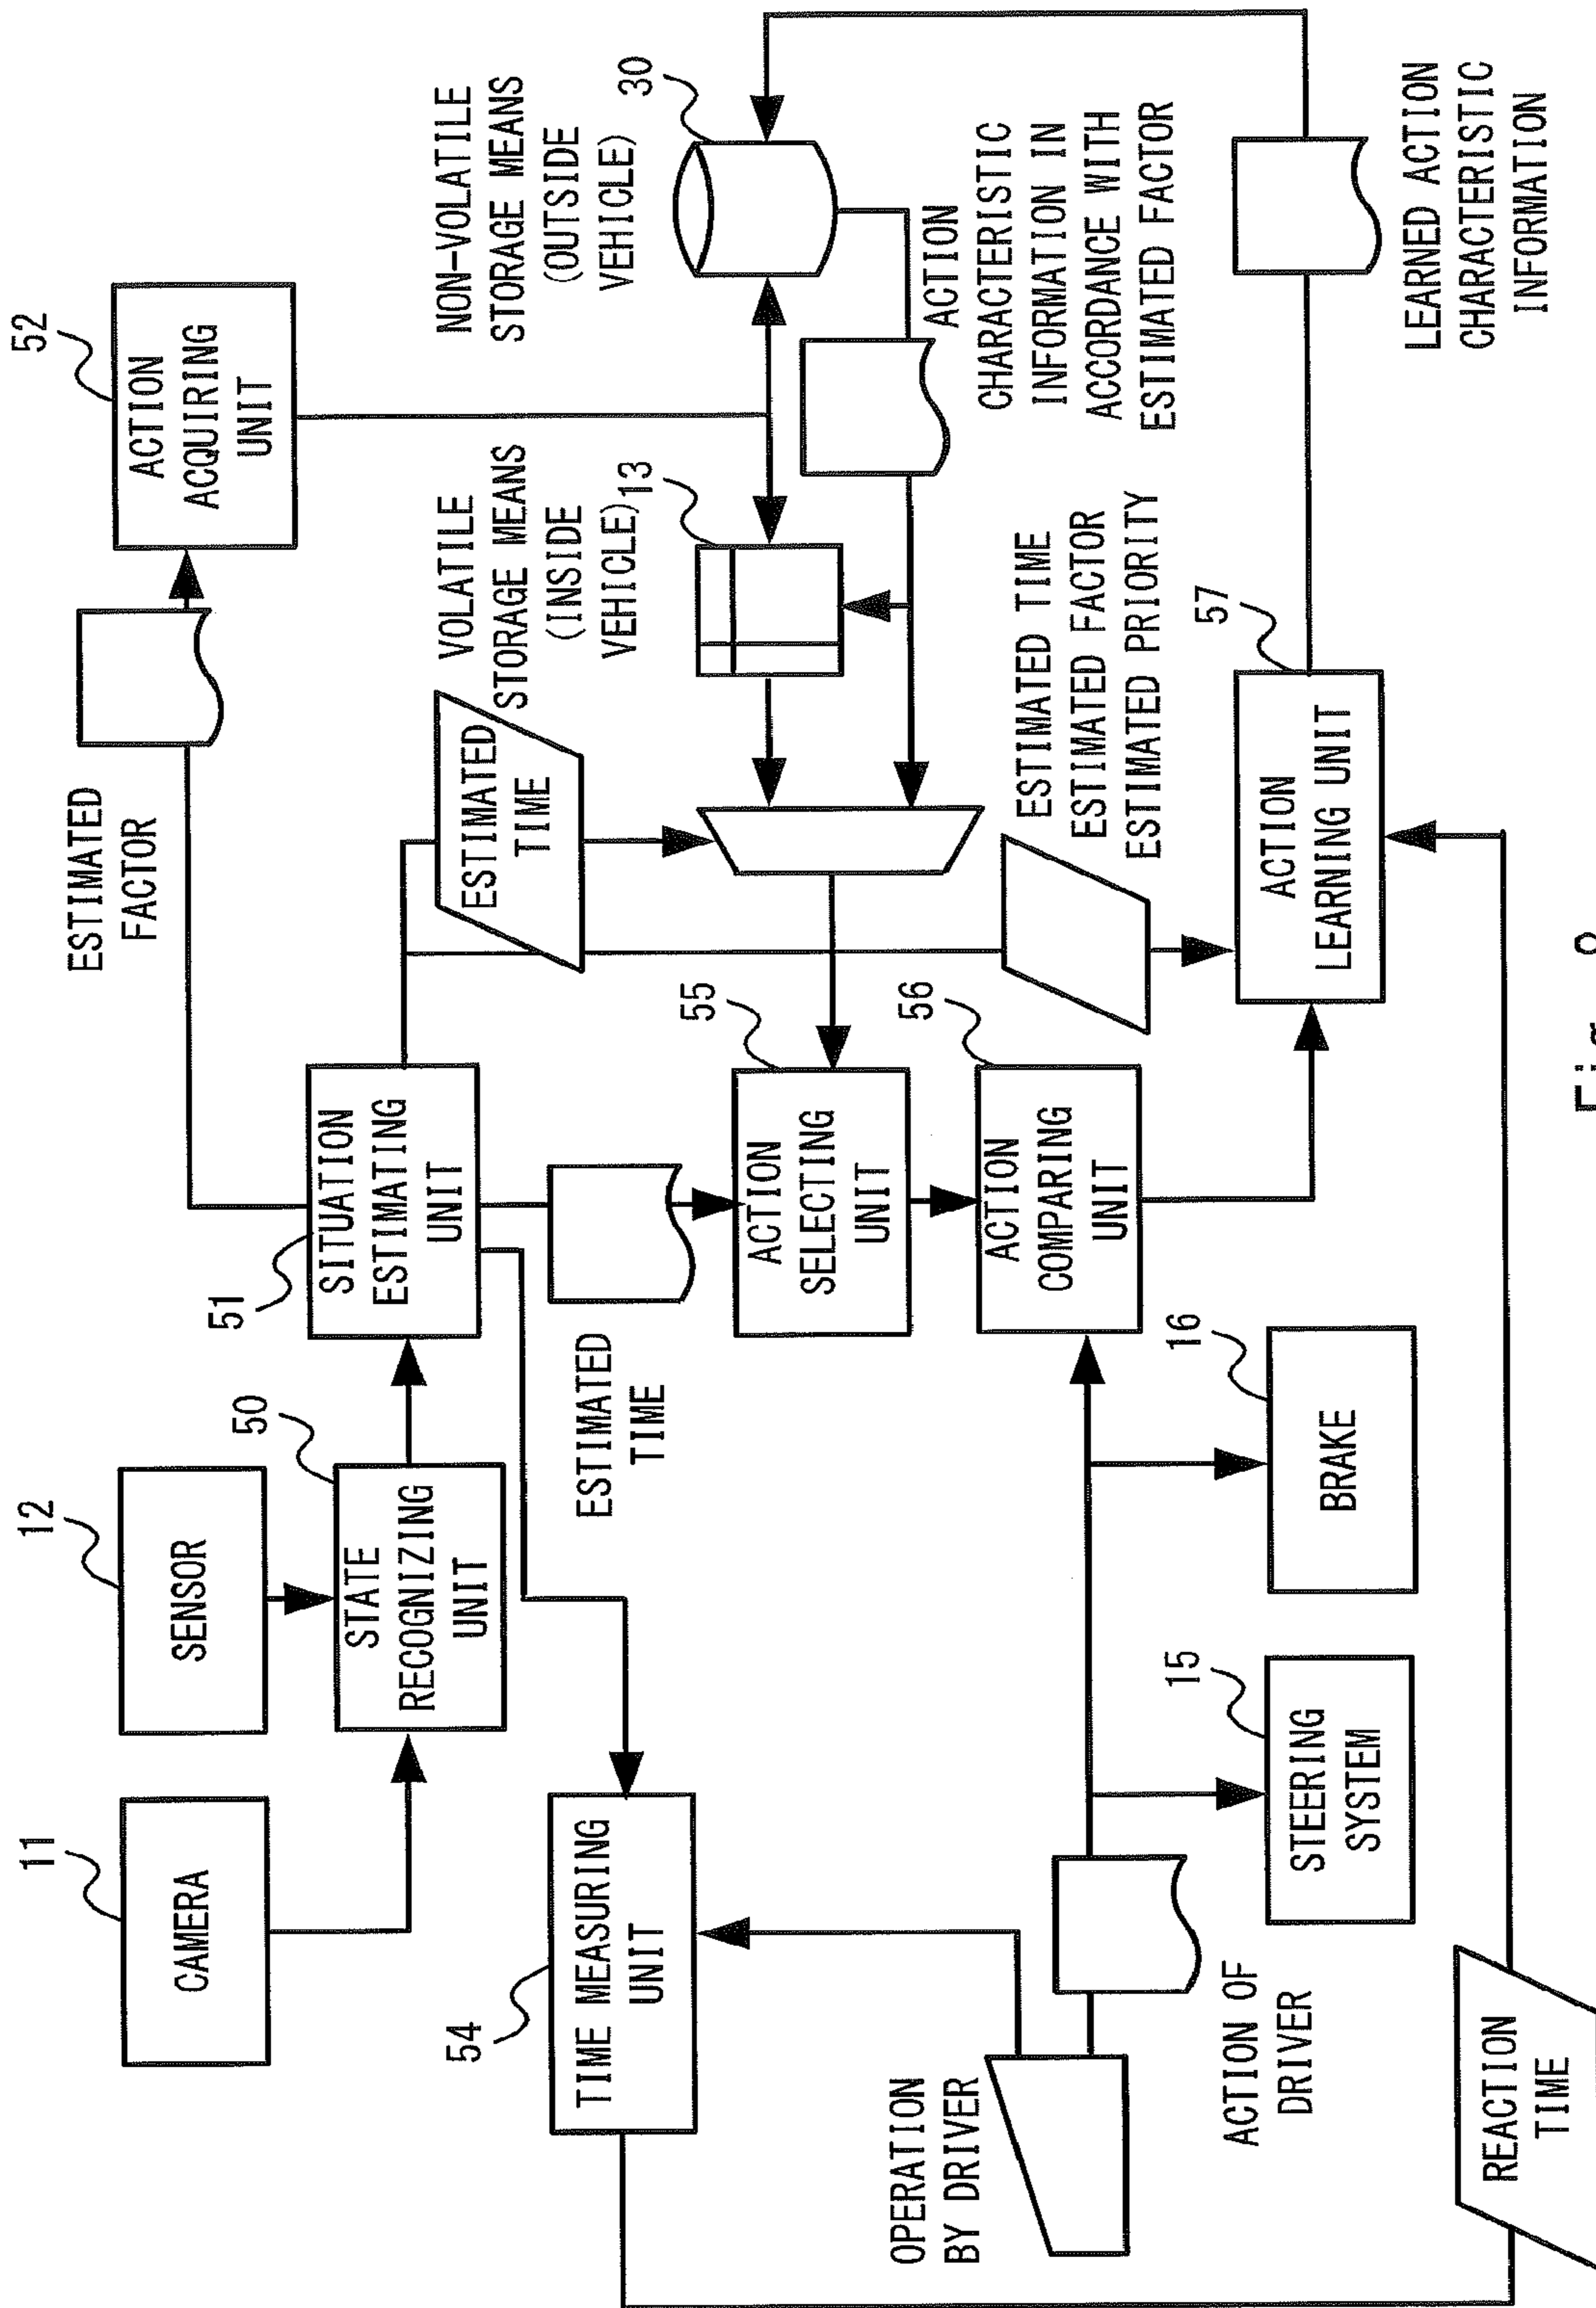 11
CAMERA
12
SENSOR
50
STATE
RECOGNIZING
UNIT
51
SITUATION
ESTIMATING
UNIT
ESTIMATED
FACTOR
52
ACTION
ACQUIRING
UNIT
54
TIME MEASURING
UNIT
ESTIMATED
TIME
ESTIMATED
TIME
VOLATILE
STORAGE MEANS
(INSIDE
VEHICLE)
13
NON-VOLATILE
STORAGE MEANS
(OUTSIDE
VEHICLE)
30
55
ACTION
SELECTING
UNIT
ACTION
CHARACTERISTIC
INFORMATION IN
ACCORDANCE WITH
ESTIMATED FACTOR
OPERATION
BY DRIVER
ACTION OF
DRIVER
56
ACTION
COMPARING
UNIT
ESTIMATED TIME
ESTIMATED FACTOR
ESTIMATED PRIORITY
15
STEERING
SYSTEM
16
BRAKE
57
ACTION
LEARNING UNIT
LEARNED ACTION
CHARACTERISTIC
INFORMATION
REACTION
TIME